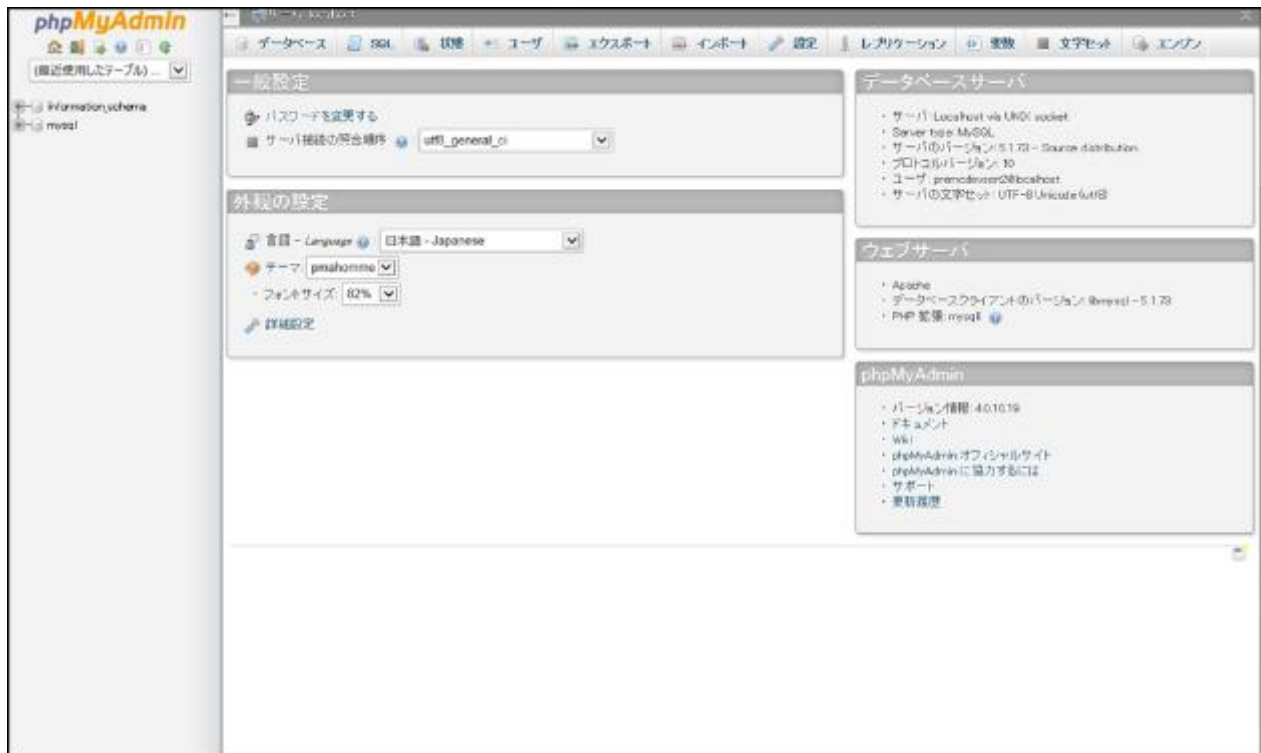 phpMyAdmin
(最近使用したテーブル) ...
information_schema
mysql
サーバ: localhost
データベース SQL 状態 ユーザ エクスポート インポート 設定 レプリケーション 変数 文字セット エンジン
一般設定
パスワードを変更する
サーバ接続の照合順序
utf8_general_ci
外観の設定
言語 - Language 日本語 - Japanese
テーマ: pmahomme
フォントサイズ: 82%
詳細設定
データベースサーバ
サーバ: Localhost via UNIX socket
Server type: MySQL
サーバのバージョン: 5.1.73 - Source distribution
プロトコルバージョン: 10
ユーザ:
サーバの文字セット: UTF-8 Unicode (utf8)
ウェブサーバ
Apache
データベースクライアントのバージョン: libmysql - 5.1.73
PHP 拡張: mysqli
phpMyAdmin
バージョン情報: 4.0.10.19
ドキュメント
Wiki
phpMyAdmin オフィシャルサイト
phpMyAdmin に協力するには
サポート
更新履歴